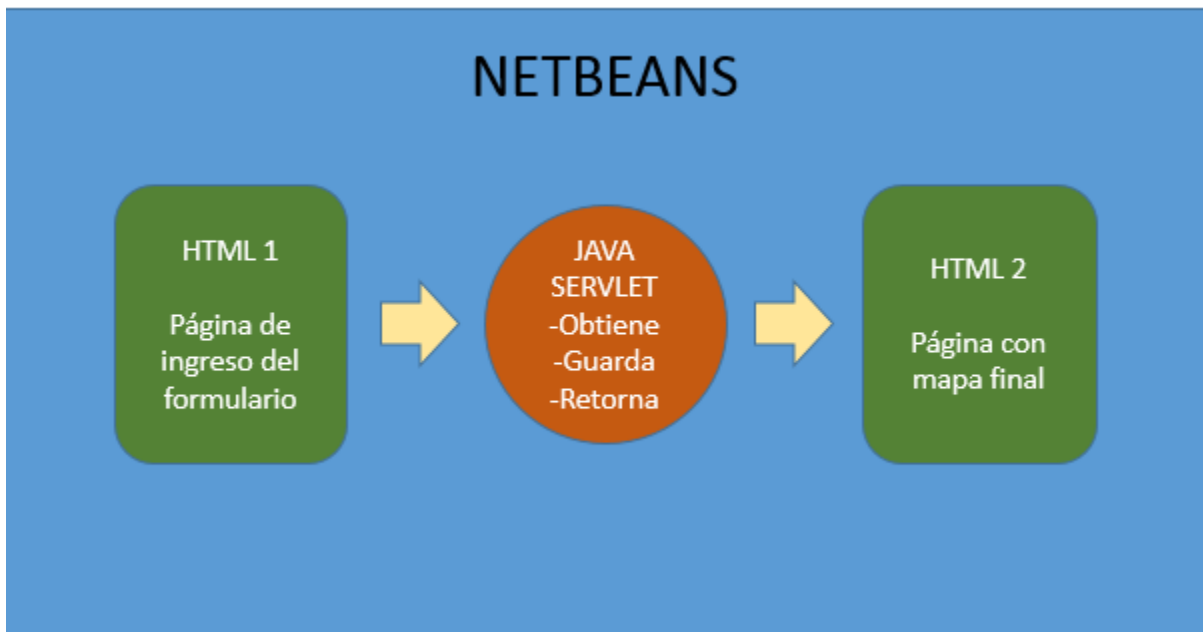 NETBEANS
HTML 1
Página de
ingreso del
formulario
JAVA
SERVLET
-Obtiene
-Guarda
-Retorna
HTML 2
Página con
mapa final